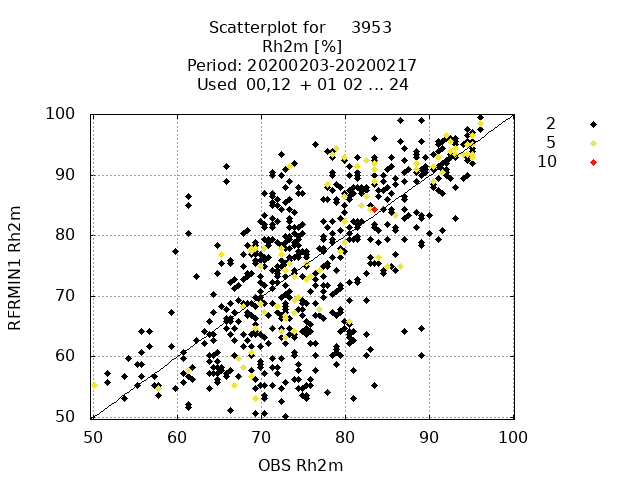 Scatterplot for 3953
Rh2m [%]
Period: 20200203-20200217
Used 00,12 + 01 02 ... 24
100
90
80
70
60
50
50 60 70 80 90 100
RFRMIN1 Rh2m
OBS Rh2m
2
5
10